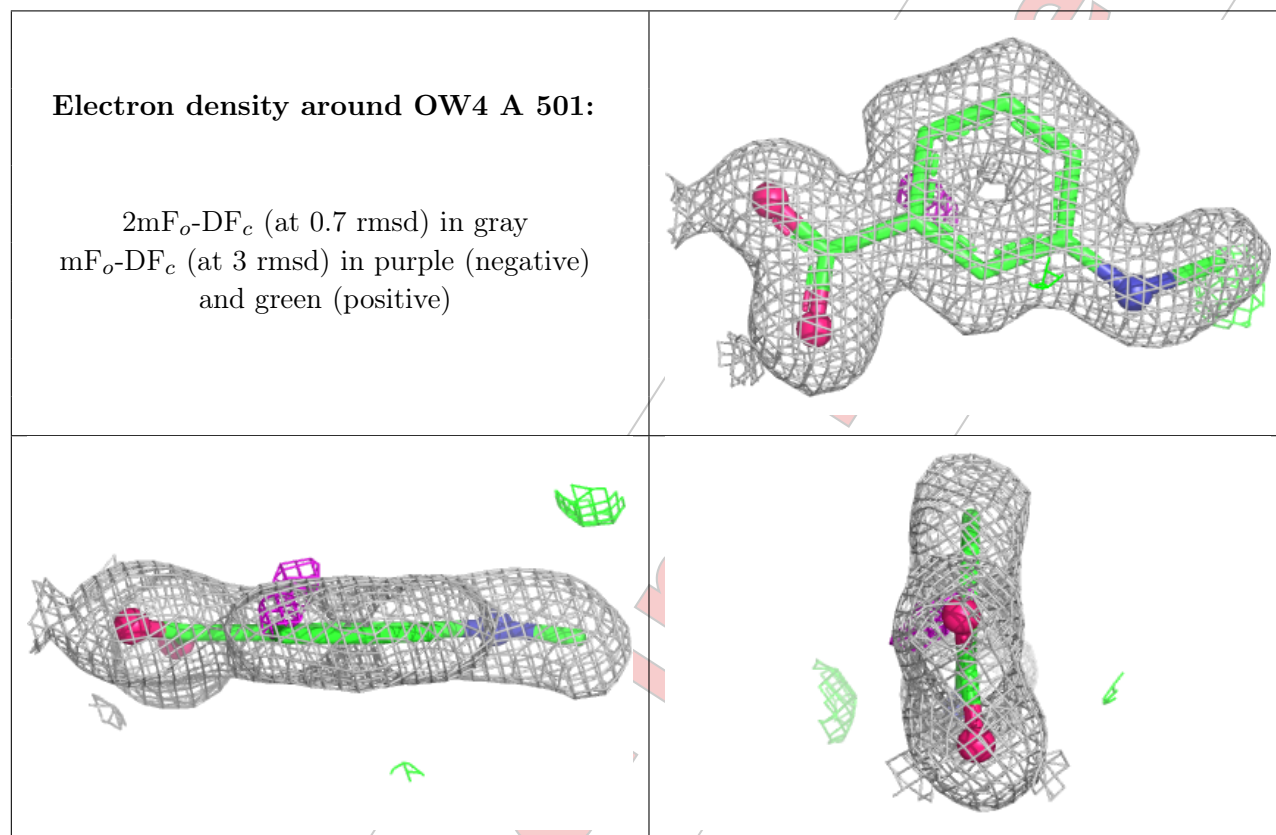 Electron density around OW4 A 501:
2mFo-DFc (at 0.7 rmsd) in gray
mFo-DFc (at 3 rmsd) in purple (negative)
and green (positive)